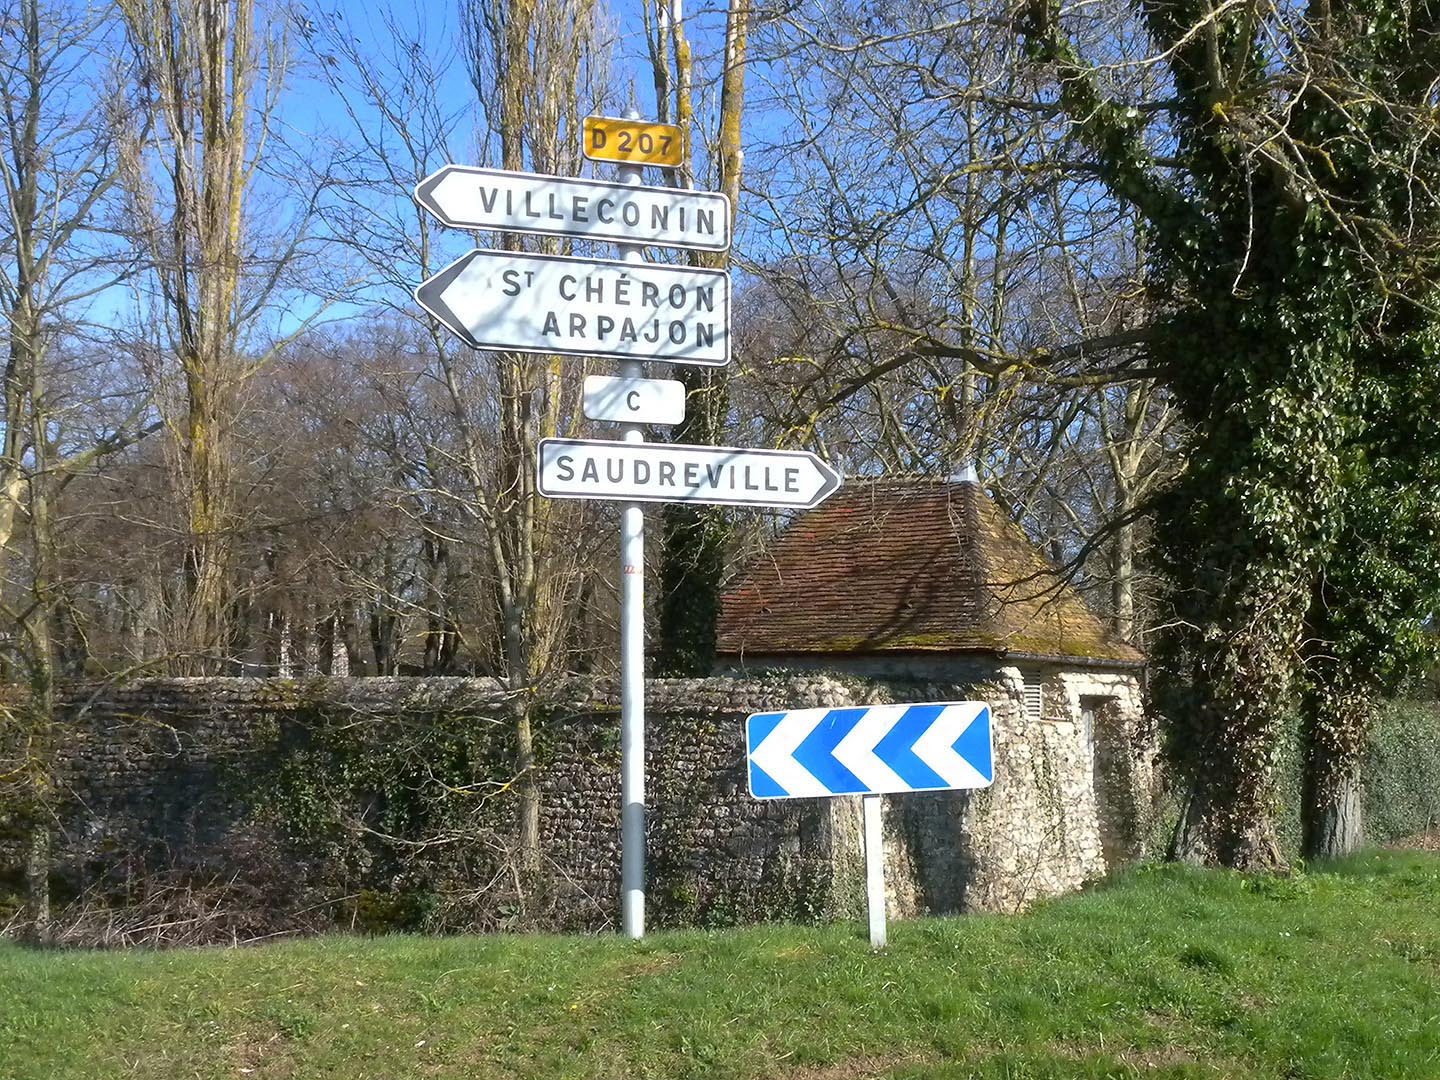 D 207
VILLECONIN
ST CHÉRON
ARPAJON
C
SAUDREVILLE